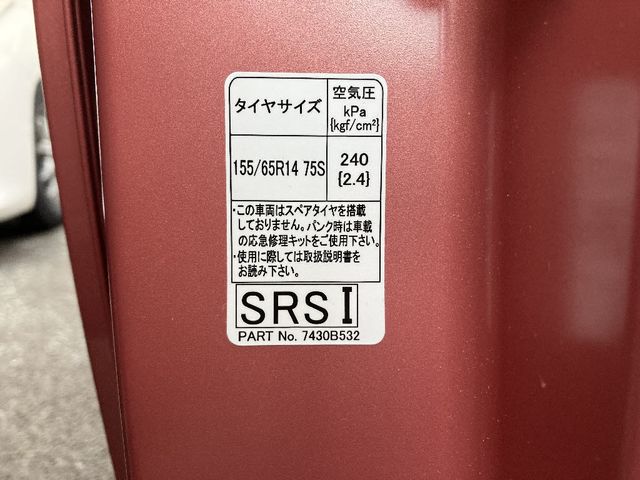 タイヤサイズ
空気圧
kPa
{kgf/cm²}
155/65R14 75S
240
{2.4}
・この車両はスペアタイヤを搭載
しておりません。パンク時は車載
の応急修理キットをご使用下さい。
・使用に際しては取扱説明書を
お読み下さい。
SRS I
PART No. 7430B532